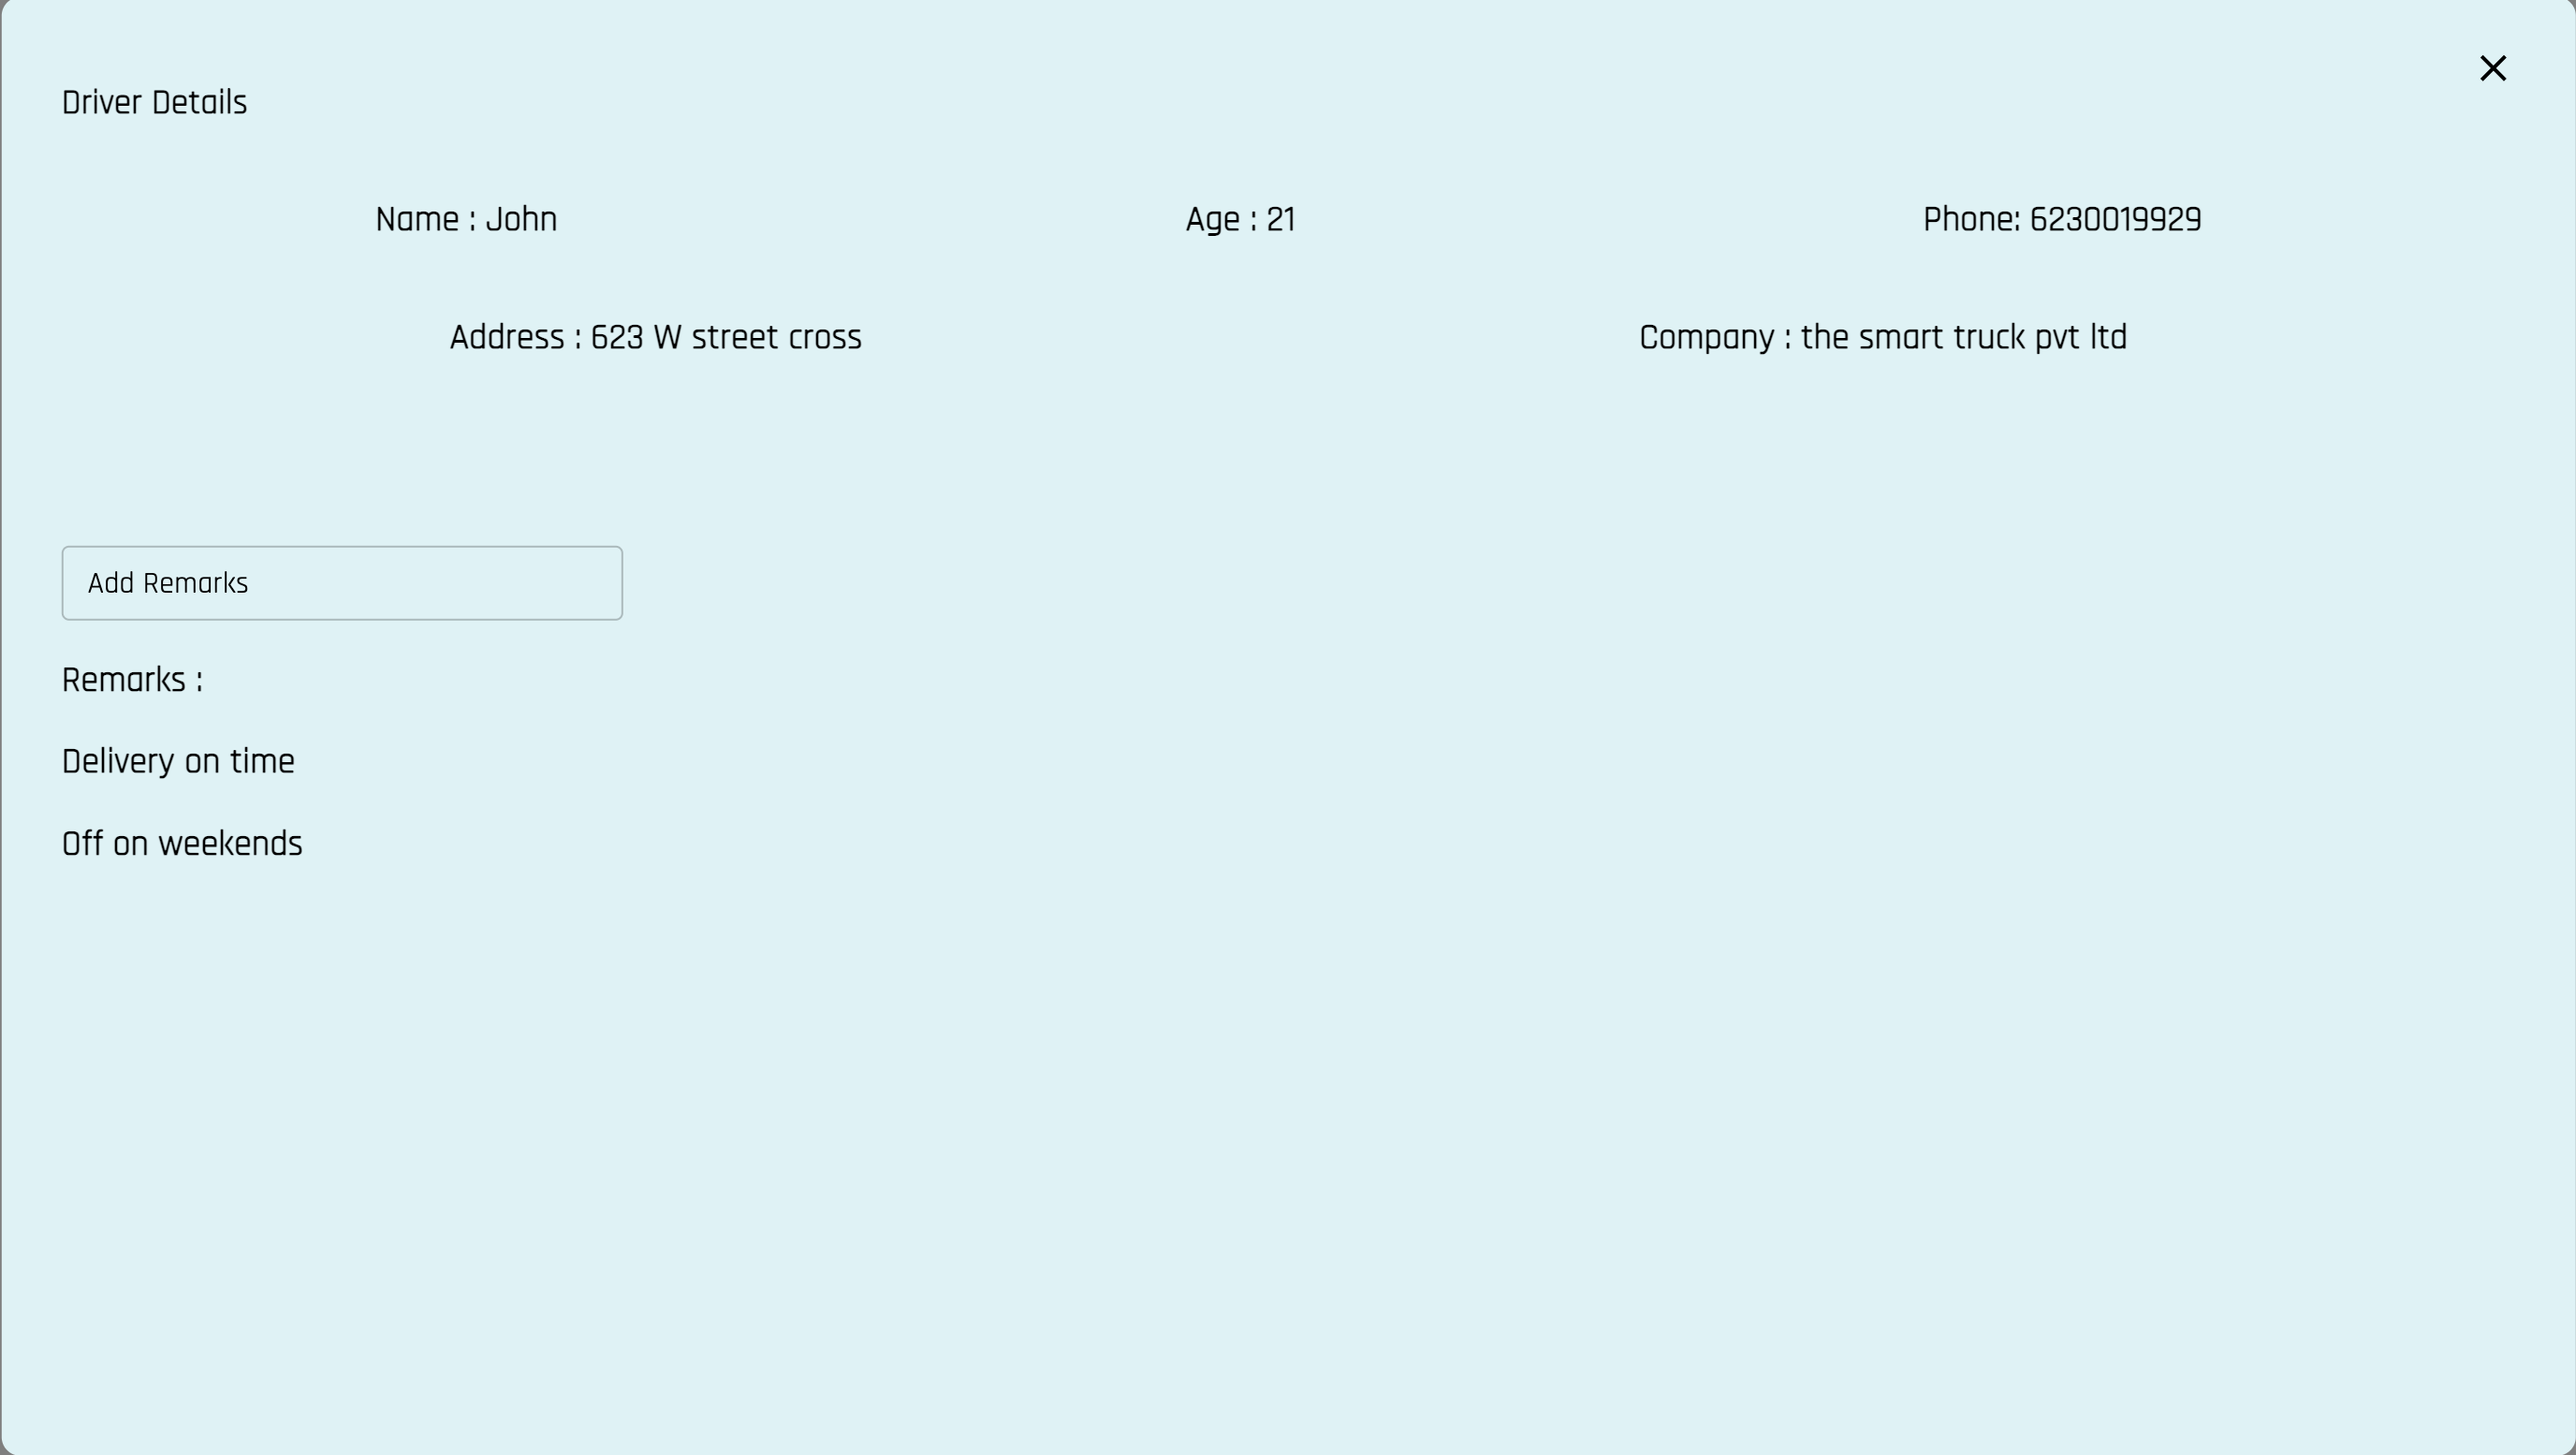 Driver Details
Name : John Age : 21 Phone: 6230019929
Address : 623 W street cross Company : the smart truck pvt ltd
Add Remarks
Remarks :
Delivery on time
Off on weekends